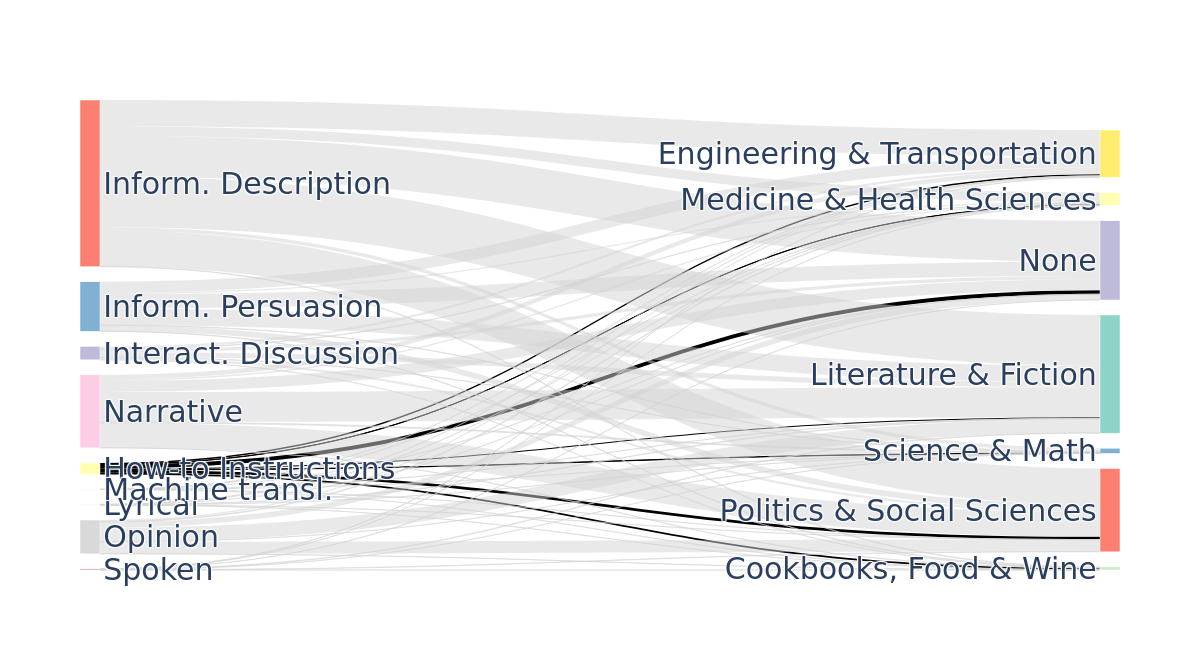 Inform. Description
Inform. Persuasion
Interact. Discussion
Narrative
How-to Instructions
Machine transl.
Lyrical
Opinion
Spoken
Engineering & Transportation
Medicine & Health Sciences
None
Literature & Fiction
Science & Math
Politics & Social Sciences
Cookbooks, Food & Wine